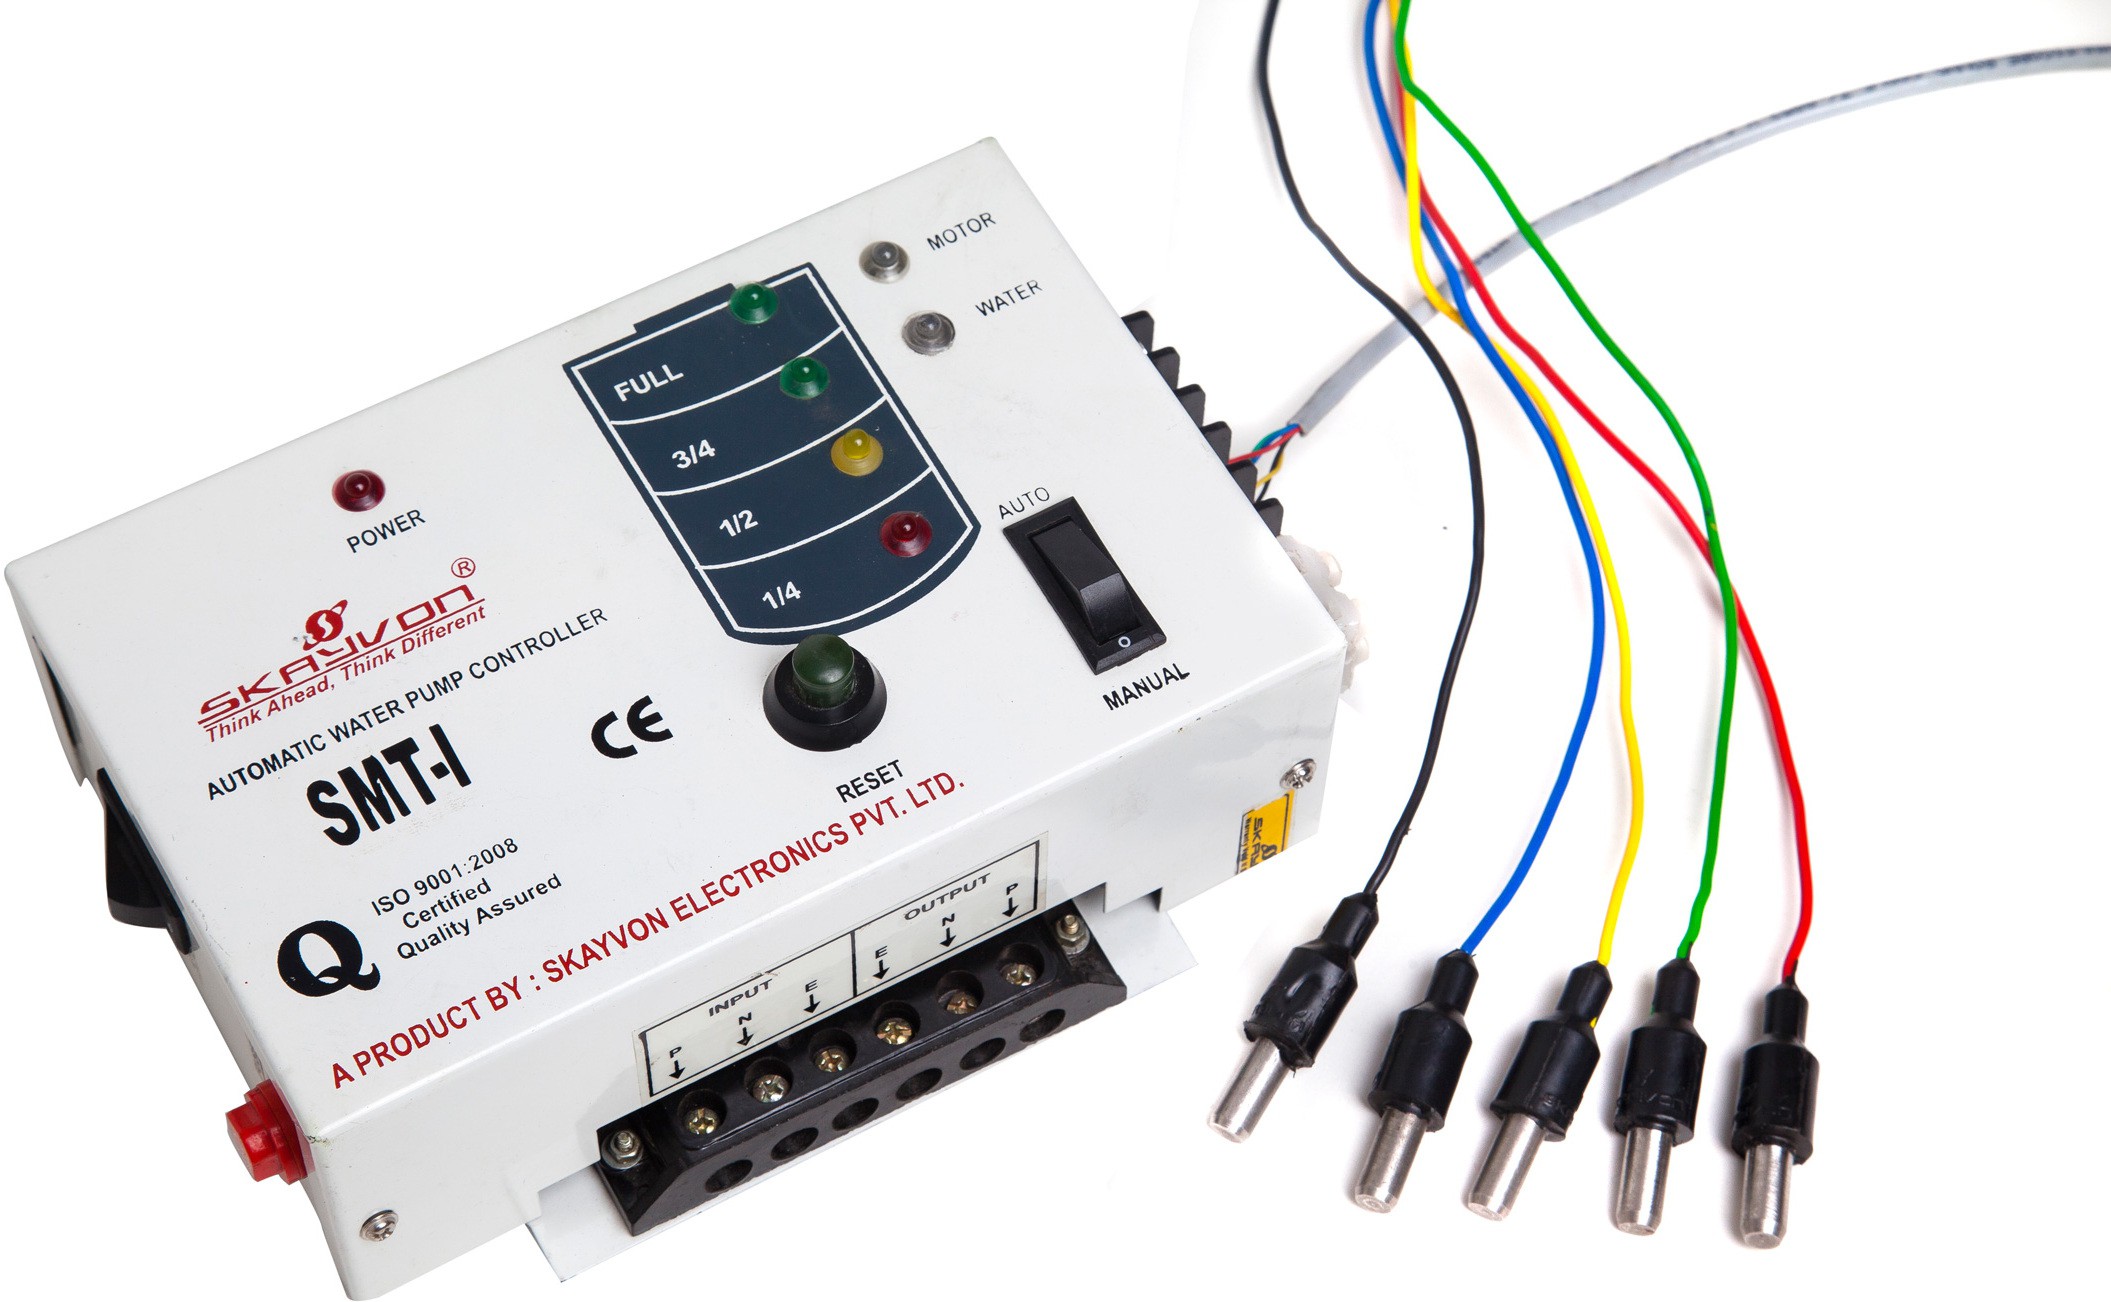 MOTOR
WATER
FULL
3/4
1/2
1/4
AUTO
MANUAL
POWER
SKAYVON®
Think Ahead, Think Different
AUTOMATIC WATER PUMP CONTROLLER
SMT-I
CE
RESET
Q
ISO 9001:2008
Certified
Quality Assured
A PRODUCT BY : SKAYVON ELECTRONICS PVT. LTD.
INPUT
P N E
OUTPUT
E N P